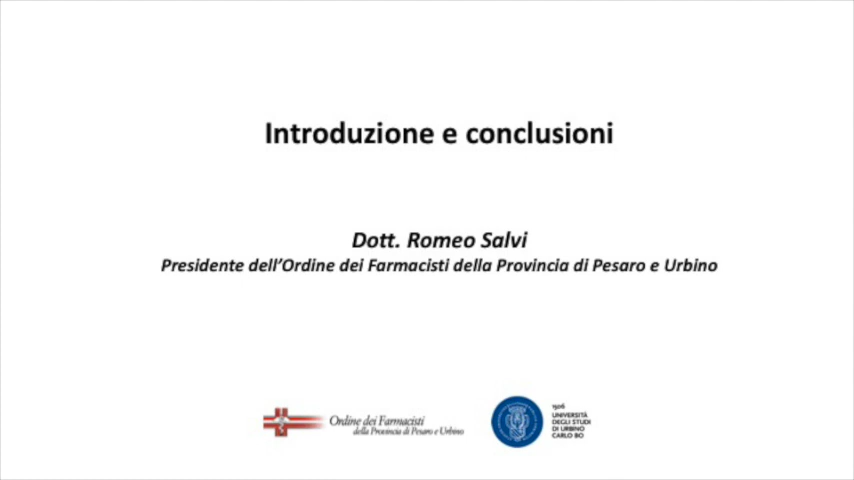 Introduzione e conclusioni
Dott. Romeo Salvi
Presidente dell'Ordine dei Farmacisti della Provincia di Pesaro e Urbino
Ordine dei Farmacisti
della Provincia di Pesaro e Urbino
1506
UNIVERSITÀ
DEGLI STUDI
DI URBINO
CARLO BO